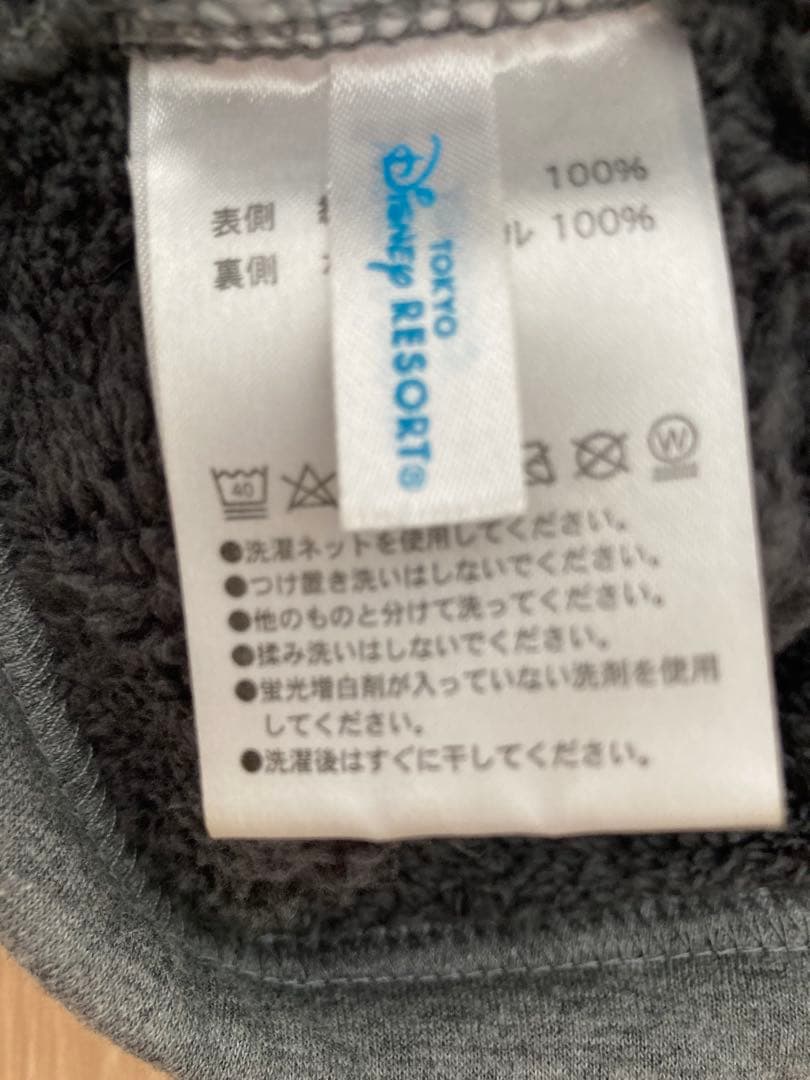 表側 100%
裏側 ル 100%
TOKYO
Disney RESORT®
40
W
●洗濯ネットを使用してください。
●つけ置き洗いはしないでください。
●他のものと分けて洗ってください。
●揉み洗いはしないでください。
●蛍光増白剤が入っていない洗剤を使用
してください。
●洗濯後はすぐに干してください。